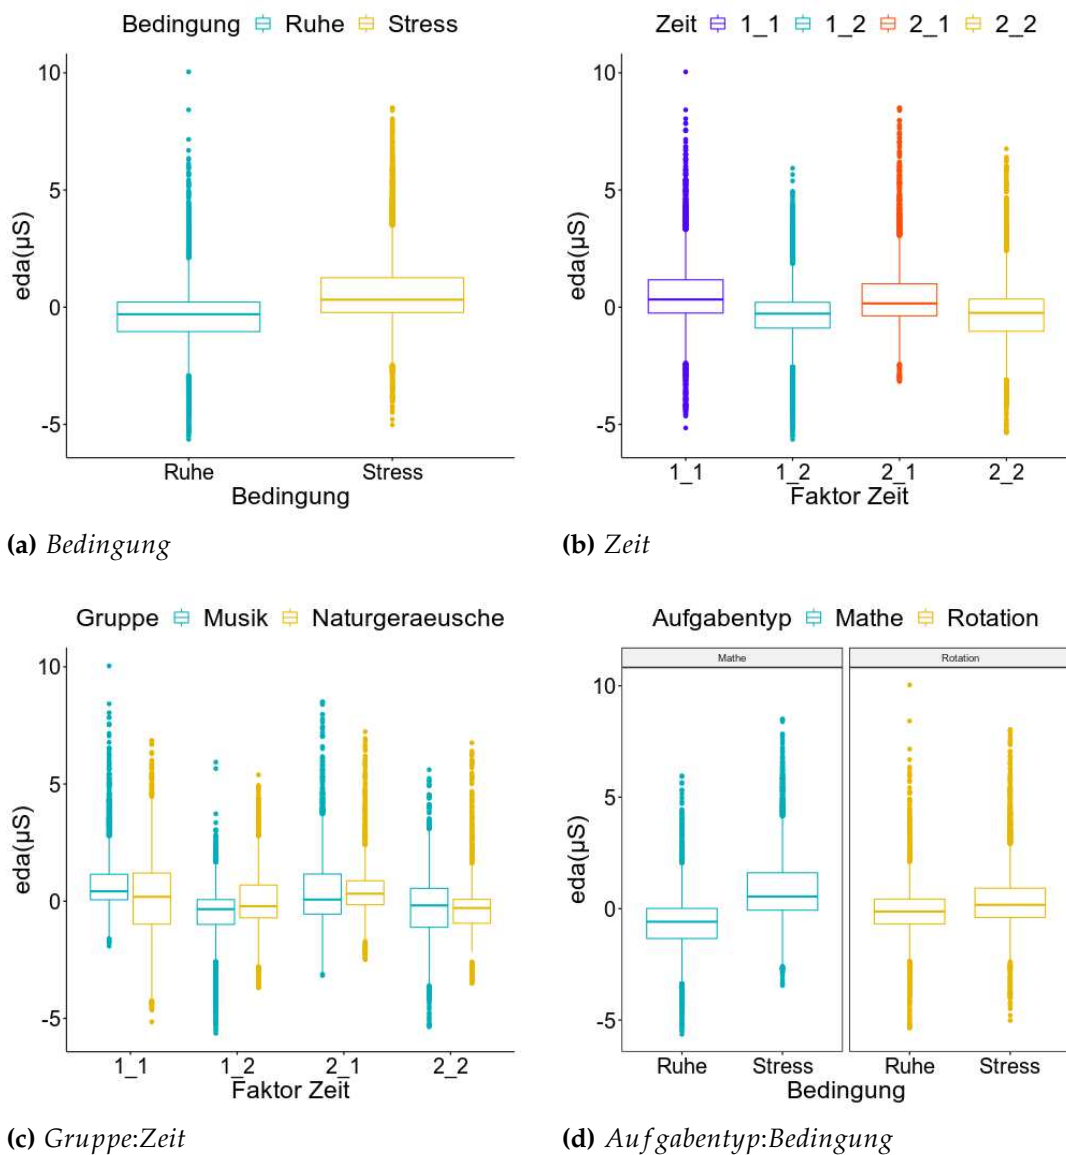 Bedingung Ruhe Stress
10
5
0
-5
eda(µS)
Ruhe Stress
Bedingung
(a) Bedingung
Zeit 1_1 1_2 2_1 2_2
10
5
0
-5
eda(µS)
1_1 1_2 2_1 2_2
Faktor Zeit
(b) Zeit
Gruppe Musik Naturgeraeusche
10
5
0
-5
eda(µS)
1_1 1_2 2_1 2_2
Faktor Zeit
(c) Gruppe:Zeit
Aufgabentyp Mathe Rotation
Mathe Rotation
10
5
0
-5
eda(µS)
Ruhe Stress Ruhe Stress
Bedingung
(d) Aufgabentyp:Bedingung